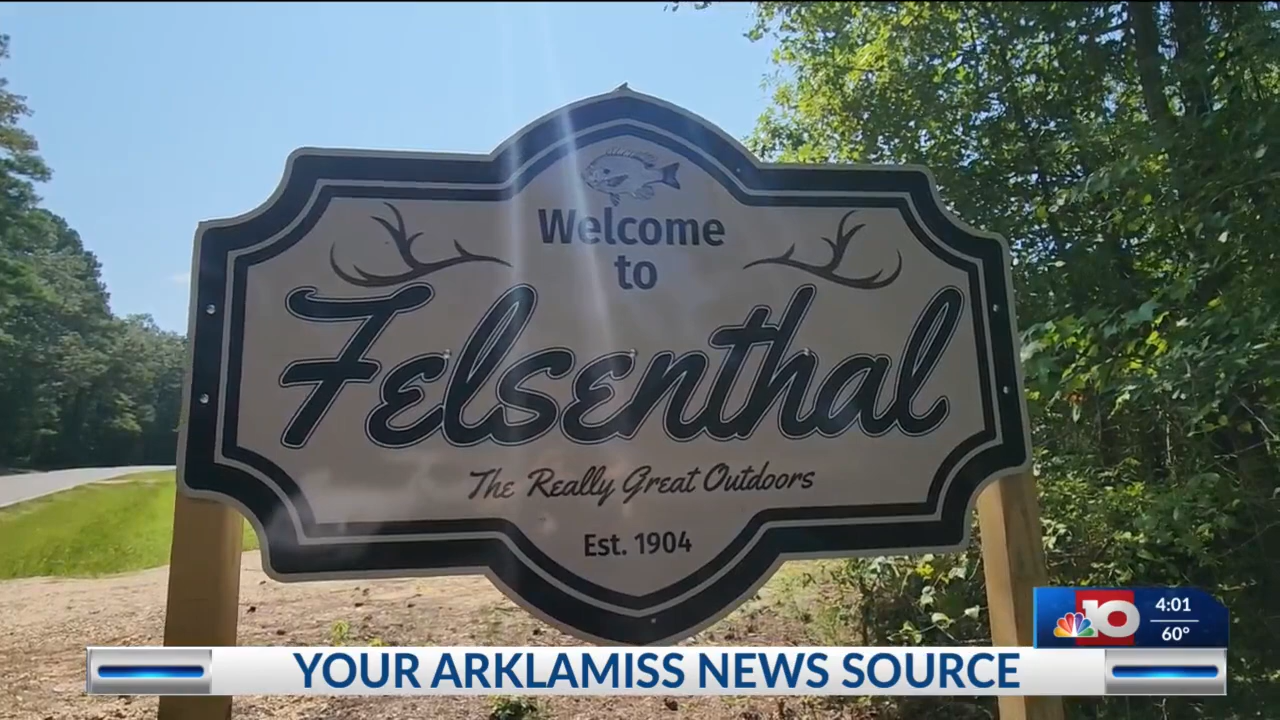 Welcome
to
Felsenthal
The Really Great Outdoors
Est. 1904
10
4:01
60°
YOUR ARKLAMISS NEWS SOURCE